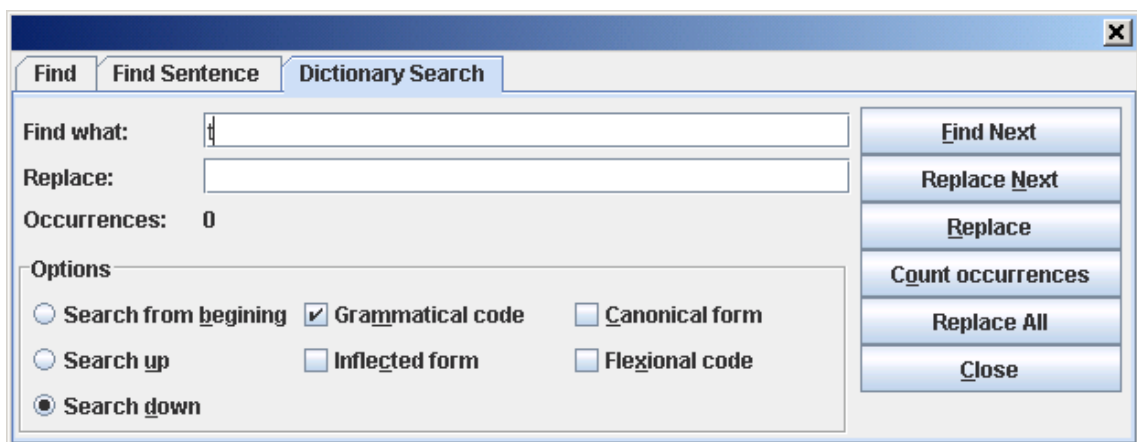 Find Find Sentence Dictionary Search
Find what: t Find Next
Replace: Replace Next
Occurrences: 0 Replace
Options Count occurrences
Search from begining Grammatical code Canonical form Replace All
Search up Inflected form Flexional code Close
Search down